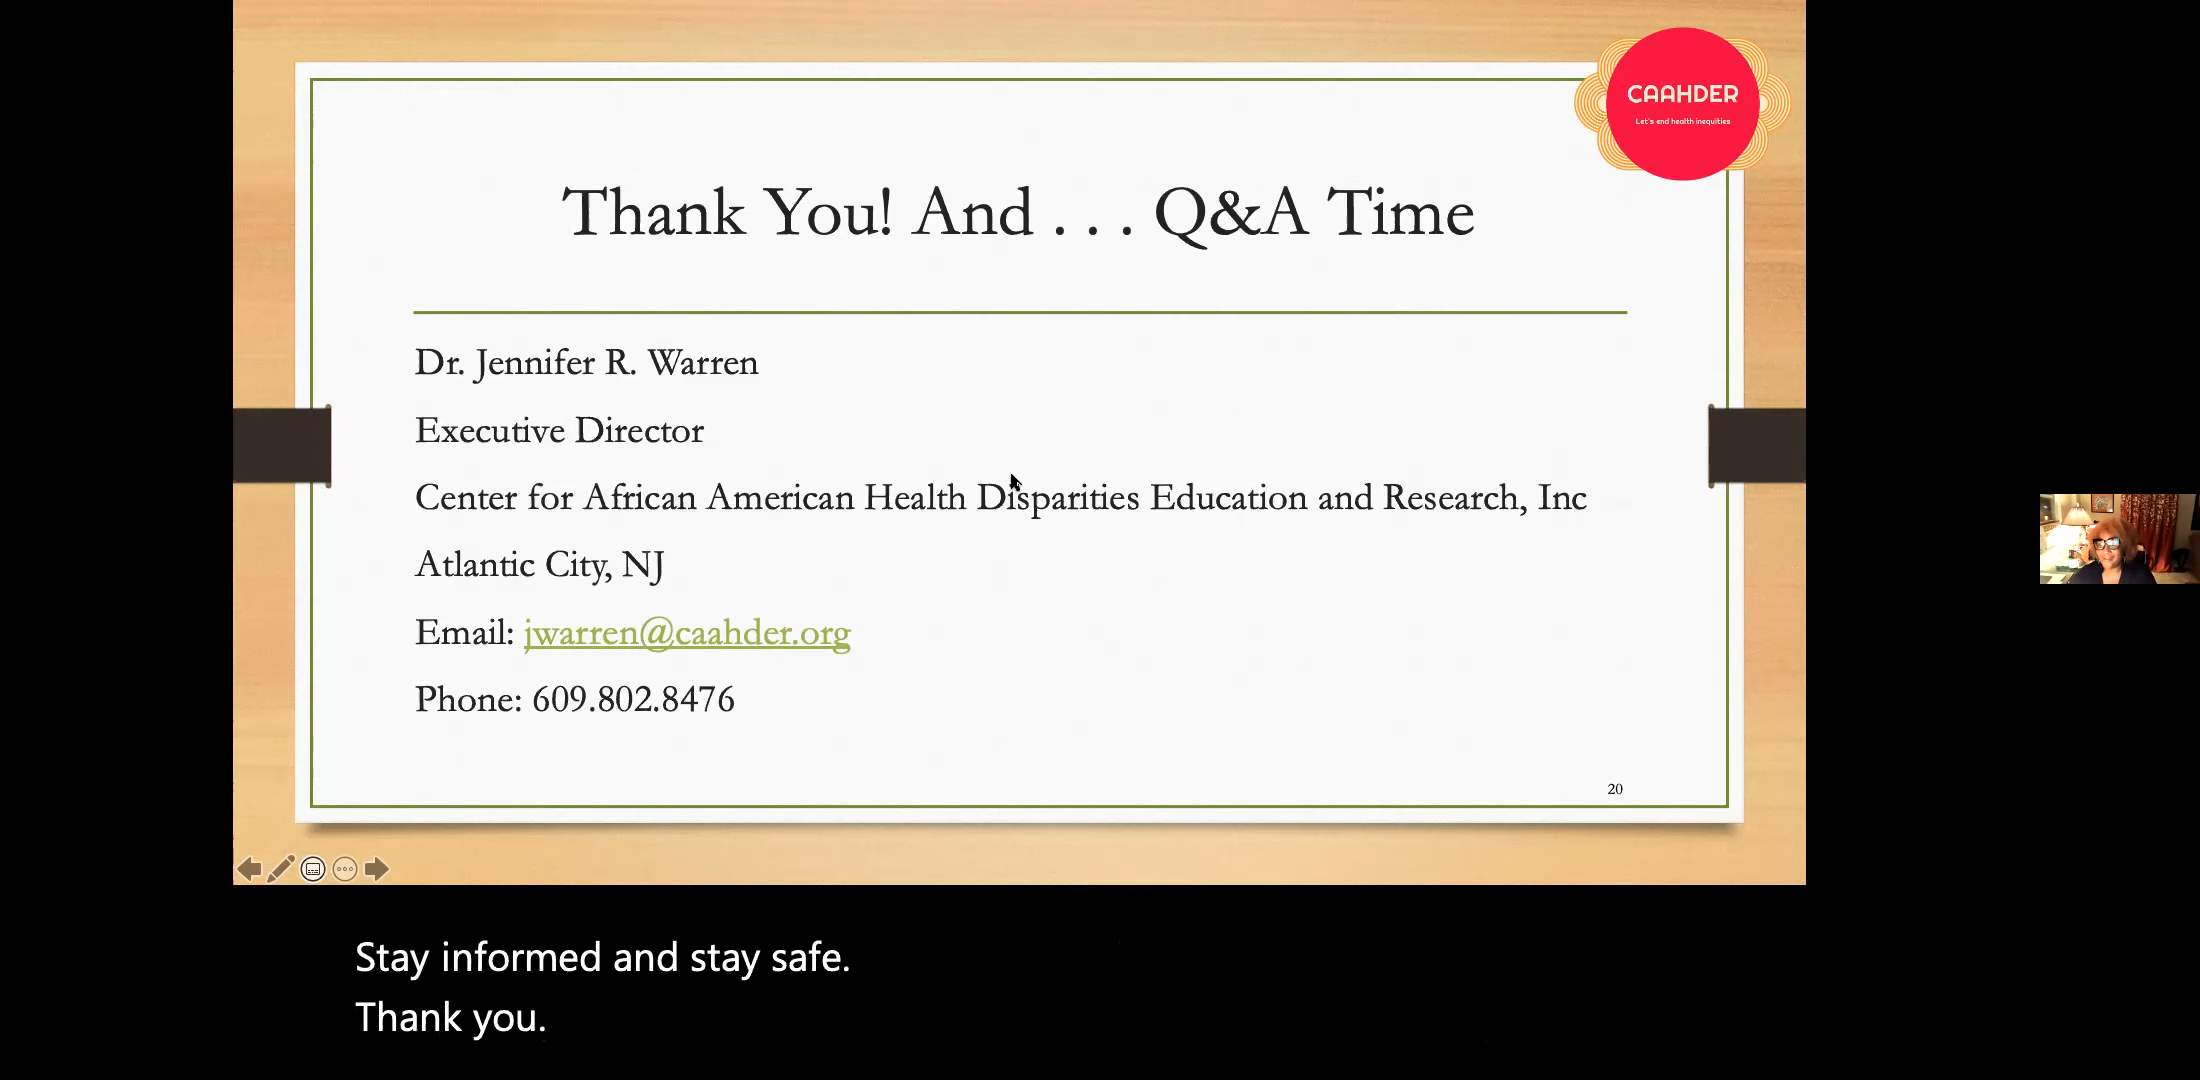 CAAHDER
Let's end health inequities
Thank You! And . . . Q&A Time
Dr. Jennifer R. Warren
Executive Director
Center for African American Health Disparities Education and Research, Inc
Atlantic City, NJ
Email: jwarren@caahder.org
Phone: 609.802.8476
20
Stay informed and stay safe.
Thank you.